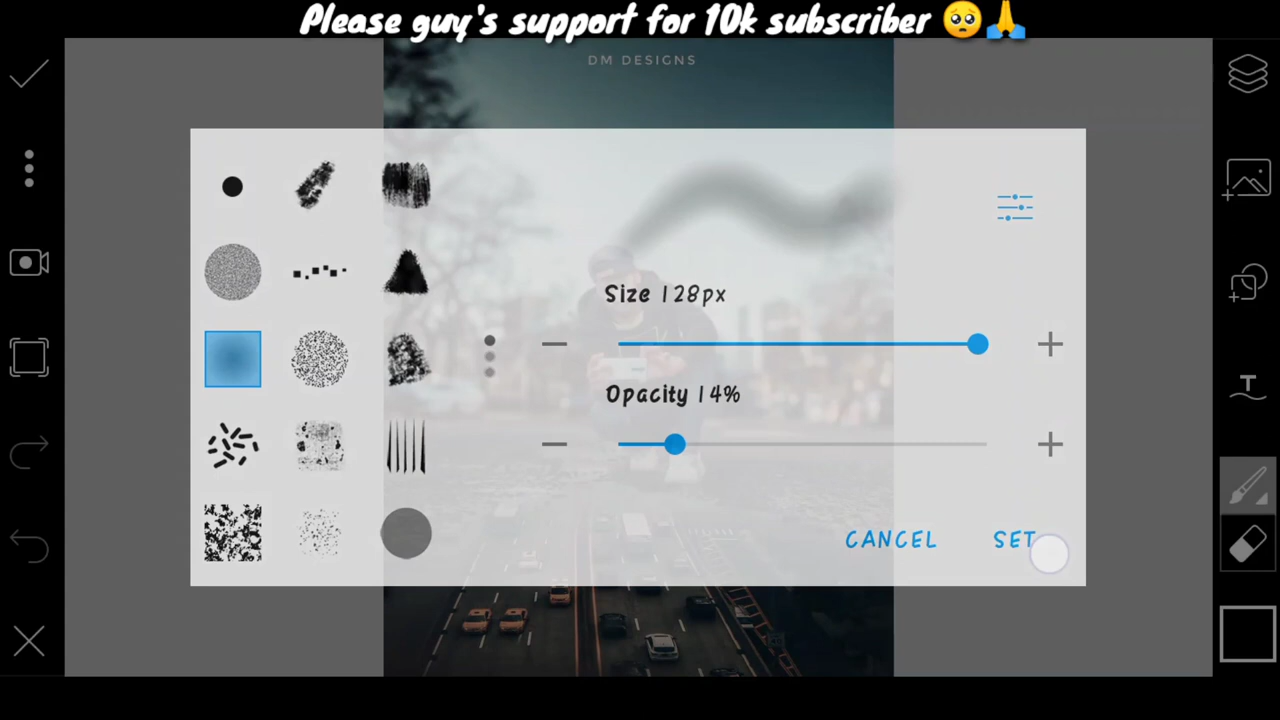 Please guy's support for 10k subscriber 🥺🙏
DM DESIGNS
Size 128px
Opacity 14%
CANCEL
SET
T